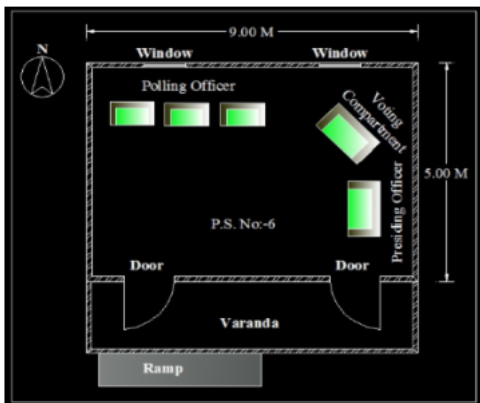 9.00 M
N
Window
Window
Polling Officer
Voting
Compartment
5.00 M
Presiding Officer
P.S. No:-6
Door
Door
Varanda
Ramp